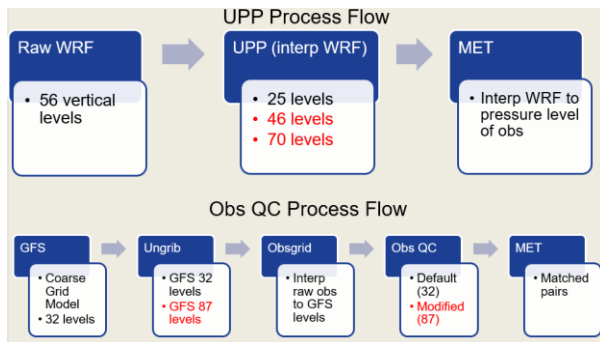 UPP Process Flow
Raw WRF
• 56 vertical
levels
UPP (interp WRF)
• 25 levels
• 46 levels
• 70 levels
MET
• Interp WRF to
pressure level
of obs
Obs QC Process Flow
GFS
• Coarse
Grid
Model
• 32 levels
Ungrib
• GFS 32
levels
• GFS 87
levels
Obsgrid
• Interp
raw obs
to GFS
levels
Obs QC
• Default
(32)
• Modified
(87)
MET
• Matched
pairs